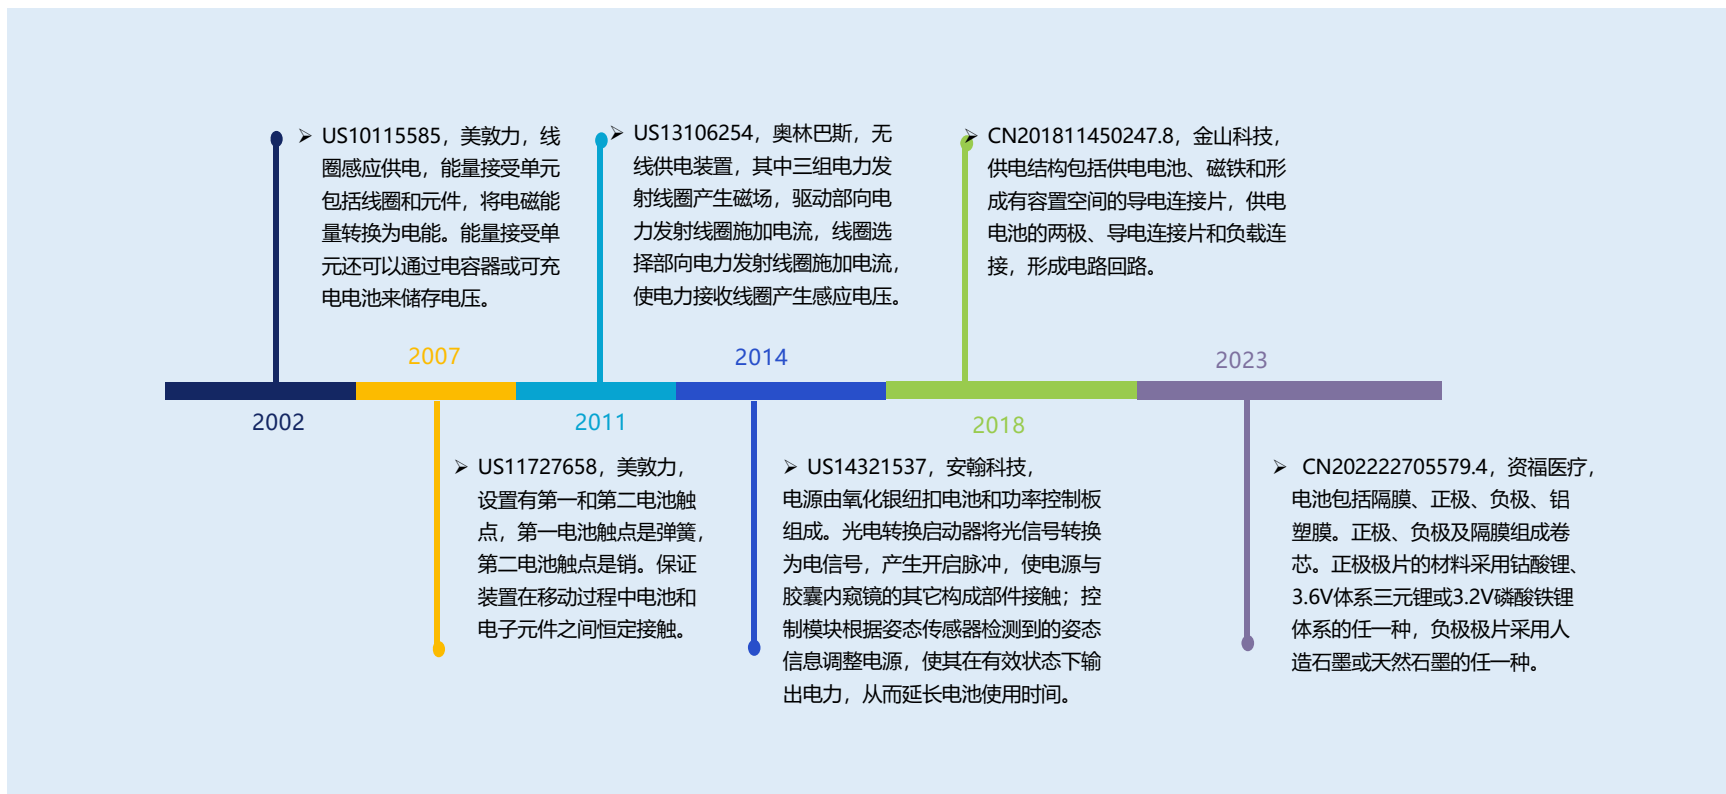 ➢ US10115585，美敦力，线
圈感应供电，能量接受单元
包括线圈和元件，将电磁能
量转换为电能。能量接受单
元还可以通过电容器或可充
电电池来储存电压。
➢ US13106254，奥林巴斯，无
线供电装置，其中三组电力发
射线圈产生磁场，驱动部向电
力发射线圈施加电流，线圈选
择部向电力发射线圈施加电流，
使电力接收线圈产生感应电压。
➢ CN201811450247.8，金山科技，
供电结构包括供电电池、磁铁和形
成有容置空间的导电连接片，供电
电池的两极、导电连接片和负载连
接，形成电路回路。
2007
2014
2023
2002
2011
2018
➢ US11727658，美敦力，
设置有第一和第二电池触
点，第一电池触点是弹簧，
第二电池触点是销。保证
装置在移动过程中电池和
电子元件之间恒定接触。
➢ US14321537，安翰科技，
电源由氧化银纽扣电池和功率控制板
组成。光电转换启动器将光信号转换
为电信号，产生开启脉冲，使电源与
胶囊内窥镜的其它构成部件接触；控
制模块根据姿态传感器检测到的姿态
信息调整电源，使其在有效状态下输
出电力，从而延长电池使用时间。
➢ CN202222705579.4，资福医疗，
电池包括隔膜、正极、负极、铝
塑膜。正极、负极及隔膜组成卷
芯。正极极片的材料采用钴酸锂、
3.6V体系三元锂或3.2V磷酸铁锂
体系的任一种，负极极片采用人
造石墨或天然石墨的任一种。